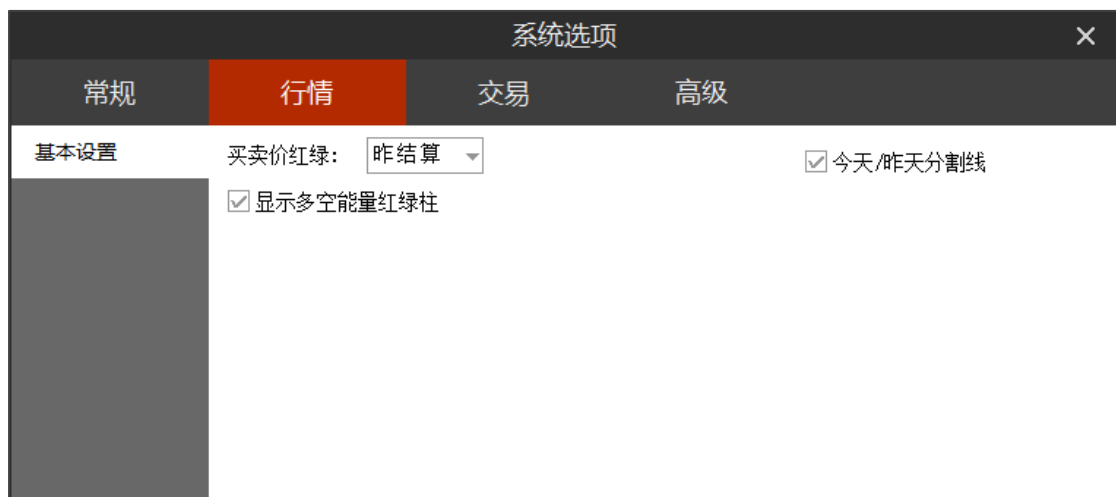 系统选项
常规 行情 交易 高级
基本设置
买卖价红绿: 昨结算
今天/昨天分割线
显示多空能量红绿柱